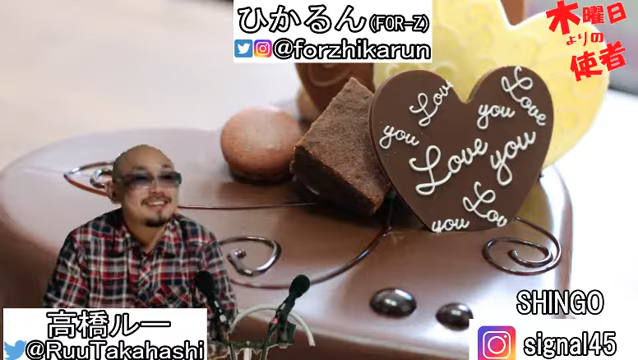 ひかるん(FOR-Z)
@forzhikarun
木曜日
よりの
使者
Love
you
Love
you
Love
you
Love
you
高橋ルー
@RuuTakahashi
SHINGO
signal45